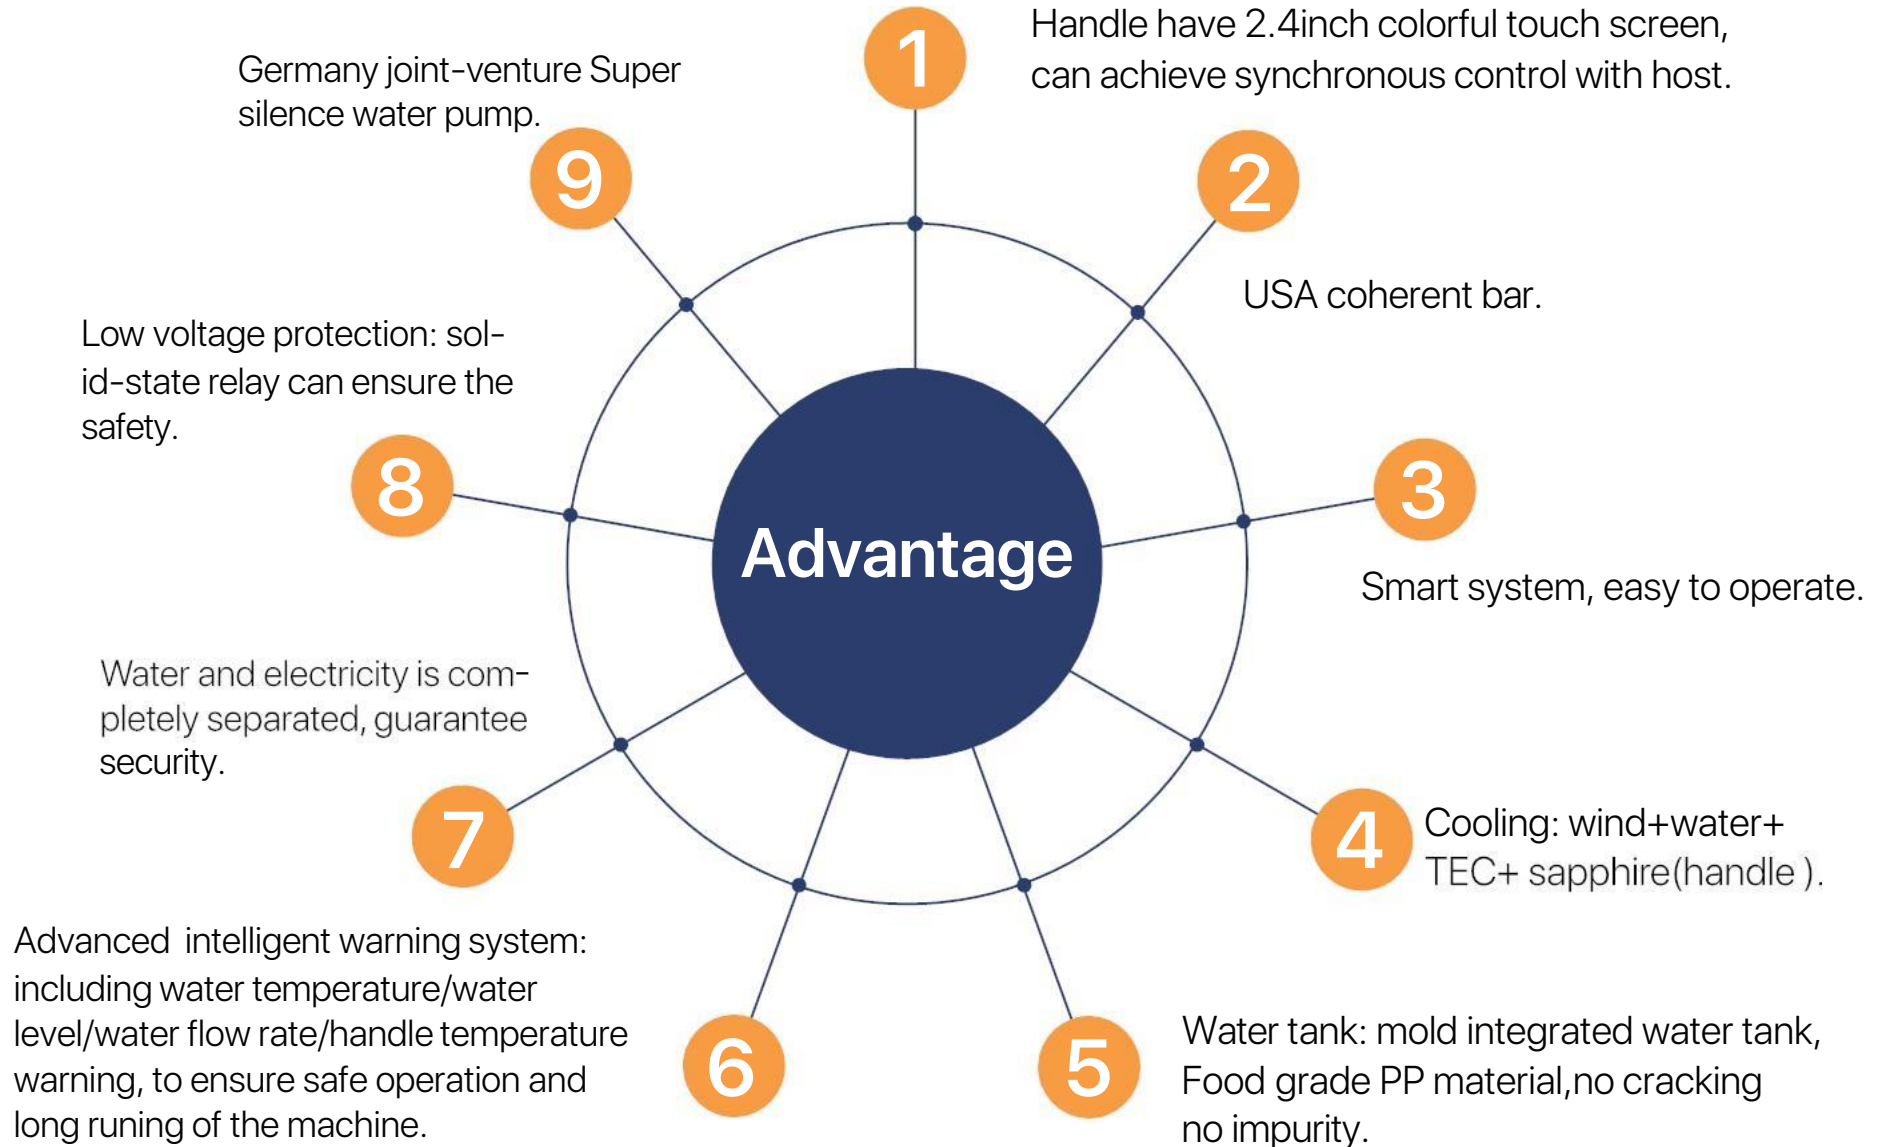 1
Handle have 2.4inch colorful touch screen,
can achieve synchronous control with host.
2
USA coherent bar.
3
Smart system, easy to operate.
4
Cooling: wind+water+
TEC+ sapphire(handle ).
5
Water tank: mold integrated water tank,
Food grade PP material,no cracking
no impurity.
6
Advanced  intelligent warning system:
including water temperature/water
level/water flow rate/handle temperature
warning, to ensure safe operation and
long runing of the machine.
7
Water and electricity is com-
pletely separated, guarantee
security.
8
Low voltage protection: sol-
id-state relay can ensure the
safety.
9
Germany joint-venture Super
silence water pump.
Advantage